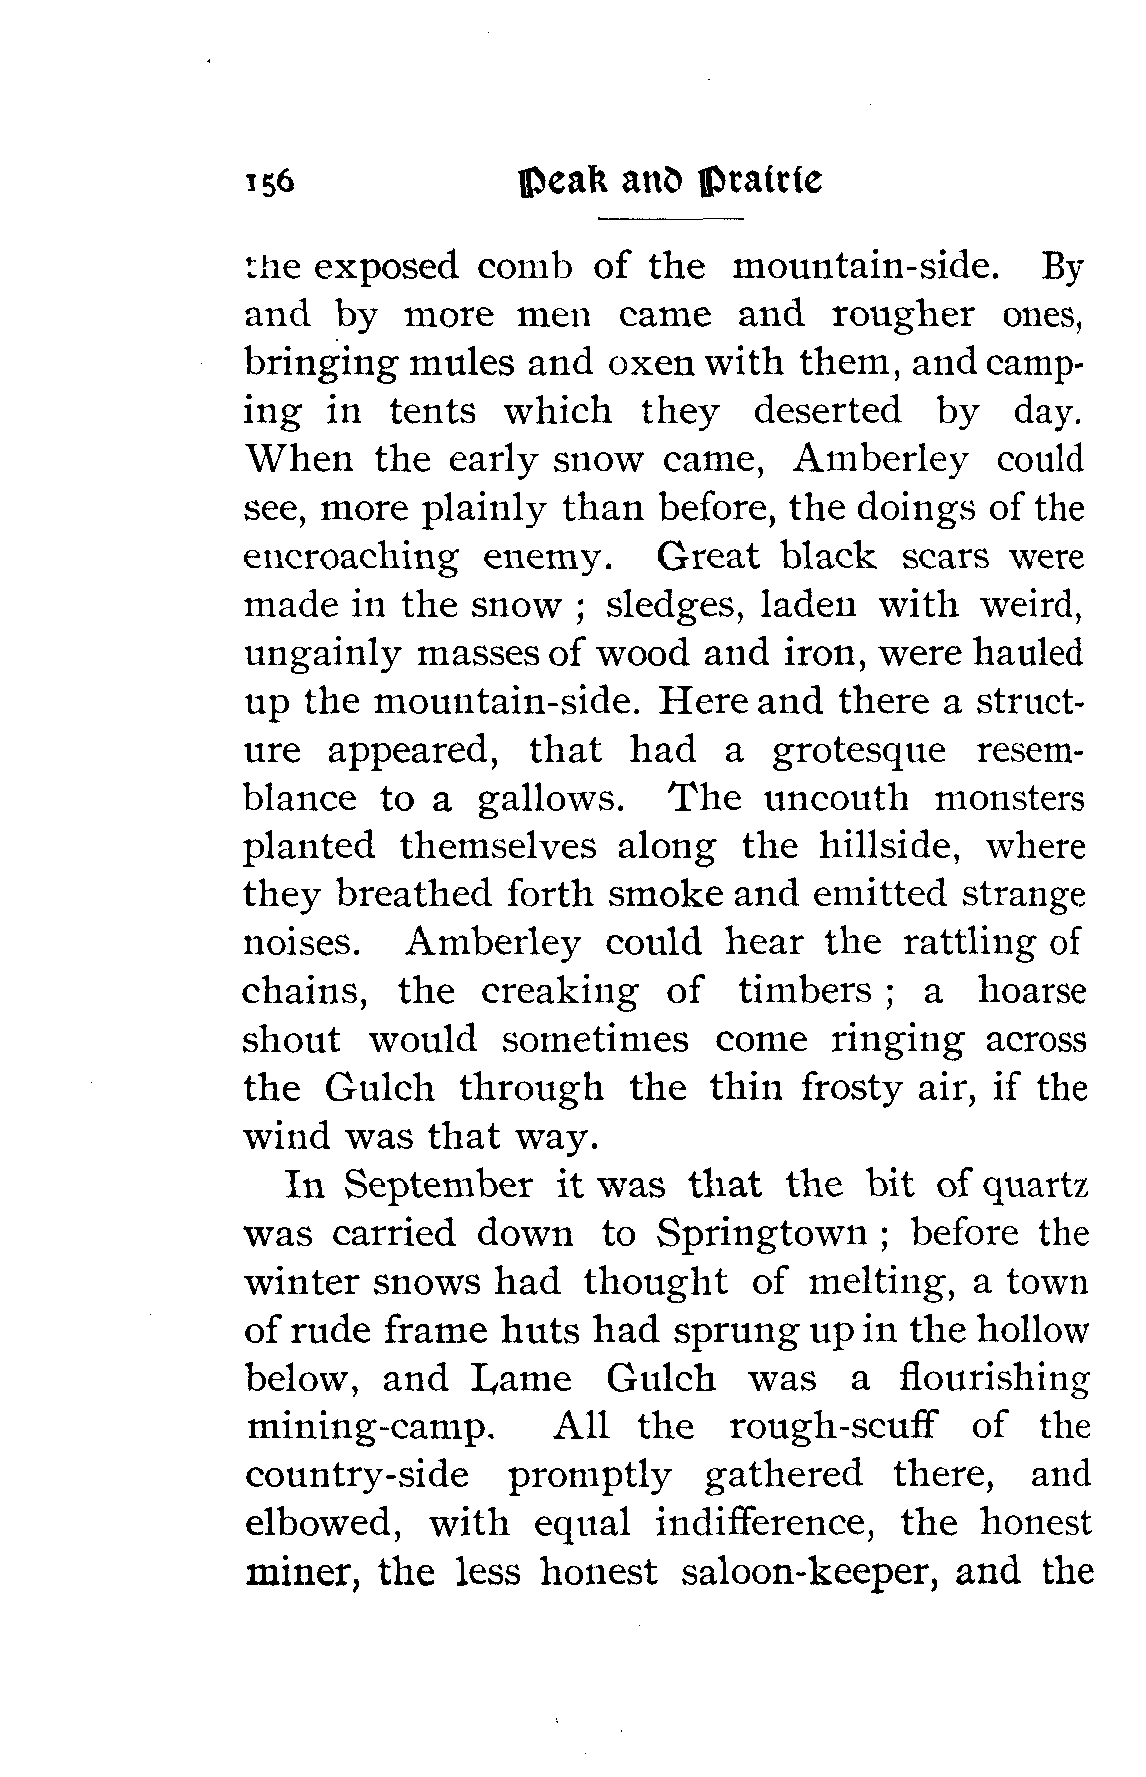 156 Peak and Prairie
the exposed comb of the mountain-side. By
and by more men came and rougher ones,
bringing mules and oxen with them, and camp-
ing in tents which they deserted by day.
When the early snow came, Amberley could
see, more plainly than before, the doings of the
encroaching enemy. Great black scars were
made in the snow ; sledges, laden with weird,
ungainly masses of wood and iron, were hauled
up the mountain-side. Here and there a struct-
ure appeared, that had a grotesque resem-
blance to a gallows. The uncouth monsters
planted themselves along the hillside, where
they breathed forth smoke and emitted strange
noises. Amberley could hear the rattling of
chains, the creaking of timbers ; a hoarse
shout would sometimes come ringing across
the Gulch through the thin frosty air, if the
wind was that way.
In September it was that the bit of quartz
was carried down to Springtown ; before the
winter snows had thought of melting, a town
of rude frame huts had sprung up in the hollow
below, and Lame Gulch was a flourishing
mining-camp. All the rough-scuff of the
country-side promptly gathered there, and
elbowed, with equal indifference, the honest
miner, the less honest saloon-keeper, and the